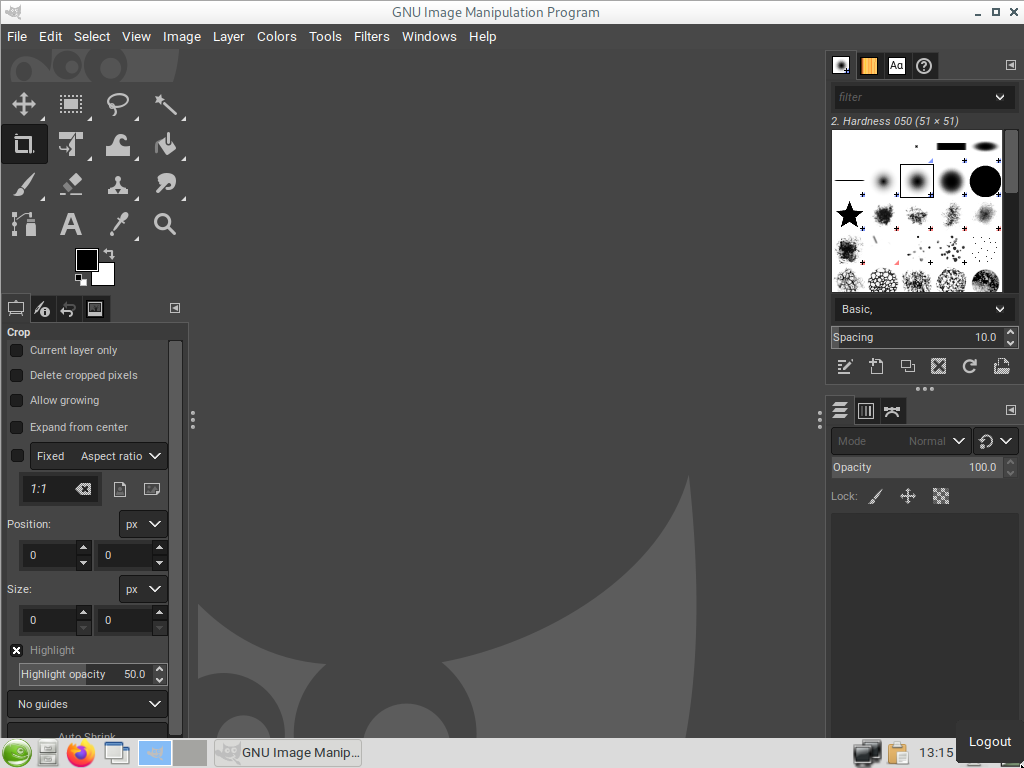 GNU Image Manipulation Program
File Edit Select View Image Layer Colors Tools Filters Windows Help
Aa
filter
2. Hardness 050 (51 × 51)
Basic,
Spacing 10.0
Mode Normal
Opacity 100.0
Lock:
Crop
Current layer only
Delete cropped pixels
Allow growing
Expand from center
Fixed Aspect ratio
1:1
Position: px
0 0
Size: px
0 0
Highlight
Highlight opacity 50.0
No guides
Auto Shrink
GNU Image Manip...
13:15
Logout